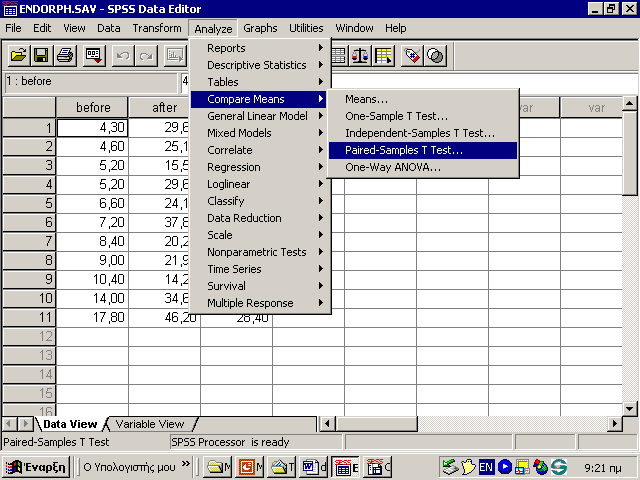 ENDORPH.SAV - SPSS Data Editor
File Edit View Data Transform Analyze Graphs Utilities Window Help
1 : before 4
before after var var
1 4,30 29,6
2 4,60 25,1
3 5,20 15,5
4 5,20 29,6
5 6,60 24,1
6 7,20 37,8
7 8,40 20,2
8 9,00 21,9
9 10,40 14,2
10 14,00 34,6
11 17,80 46,20 28,40
12
13
14
15
16
Reports
Descriptive Statistics
Tables
Compare Means
General Linear Model
Mixed Models
Correlate
Regression
Loglinear
Classify
Data Reduction
Scale
Nonparametric Tests
Time Series
Survival
Multiple Response
Means...
One-Sample T Test...
Independent-Samples T Test...
Paired-Samples T Test...
One-Way ANOVA...
Data View Variable View
Paired-Samples T Test SPSS Processor is ready
Έναρξη Ο Υπολογιστής μου » M M T d E C EN 9:21 πμ